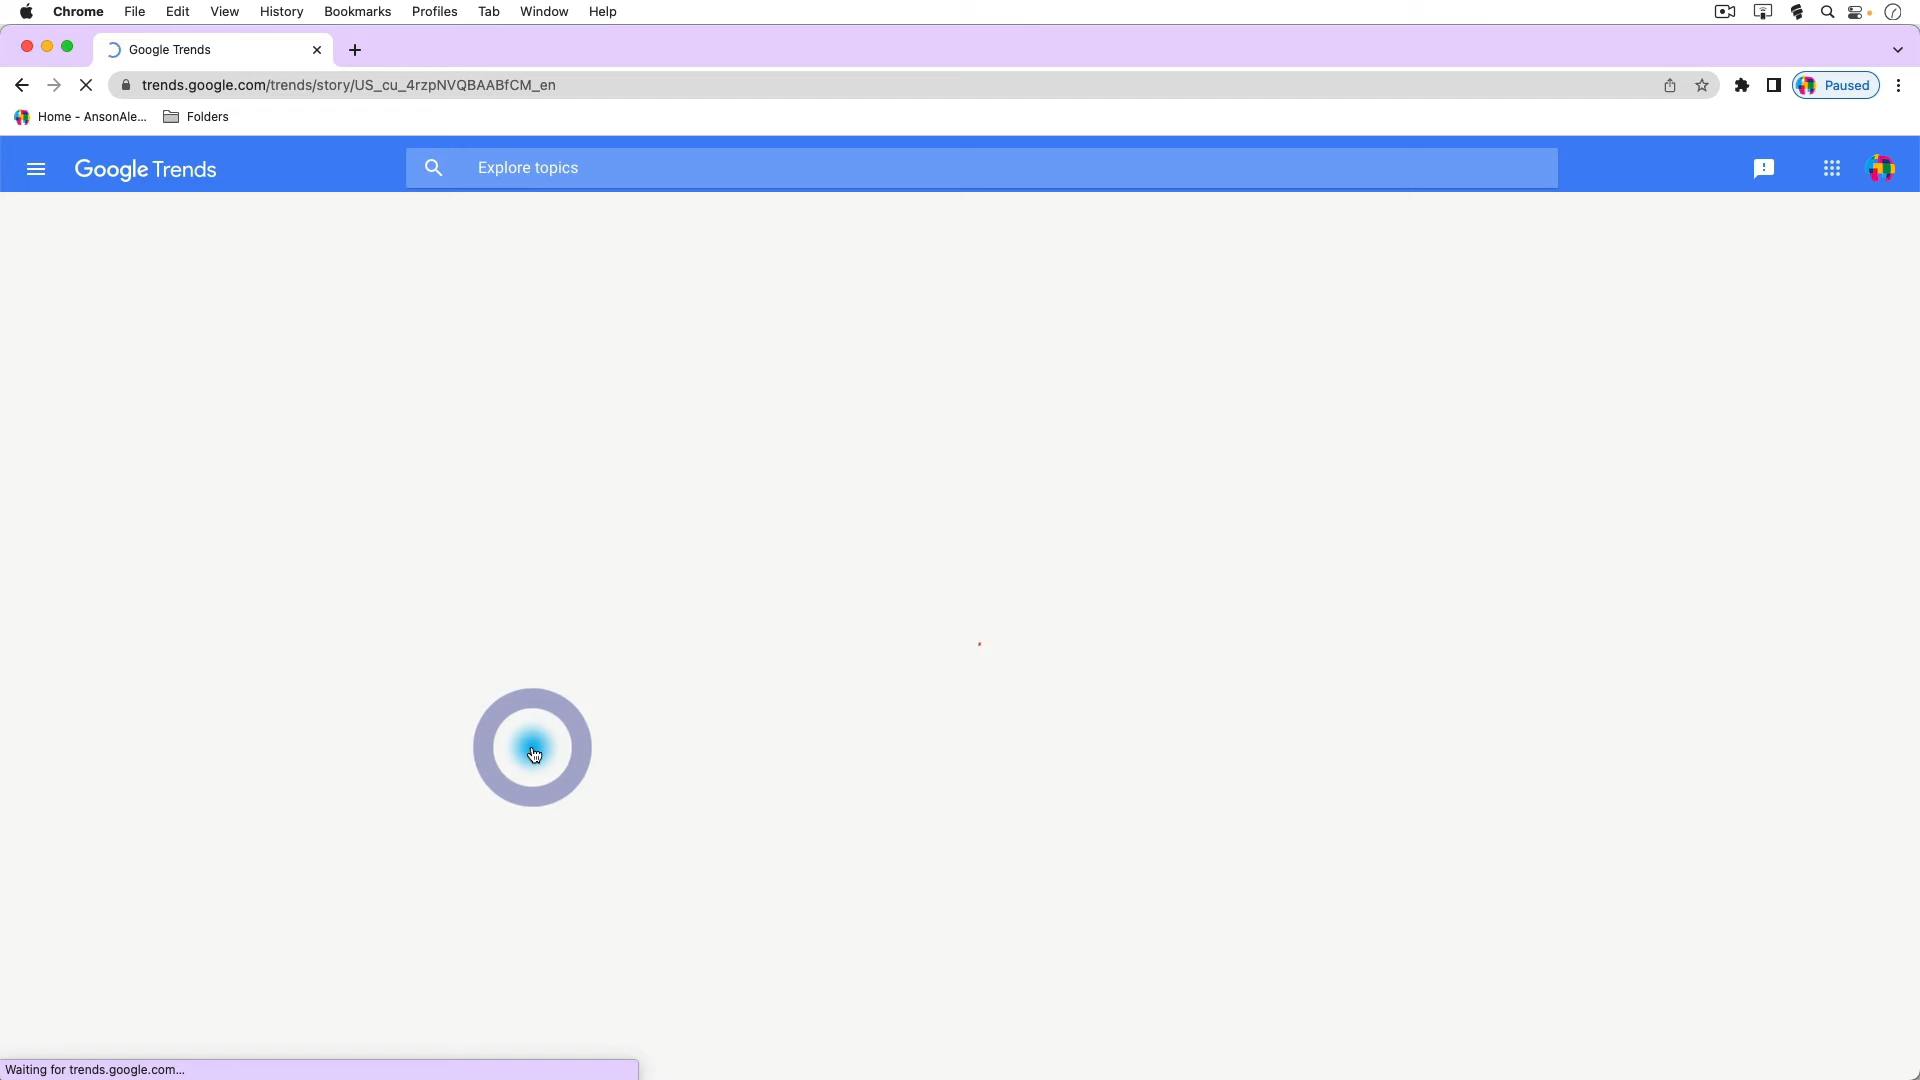 Chrome File Edit View History Bookmarks Profiles Tab Window Help
Google Trends
trends.google.com/trends/story/US_cu_4rzpNVQBAABfCM_en
Paused
Home - AnsonAle... Folders
Google Trends
Explore topics
Waiting for trends.google.com...